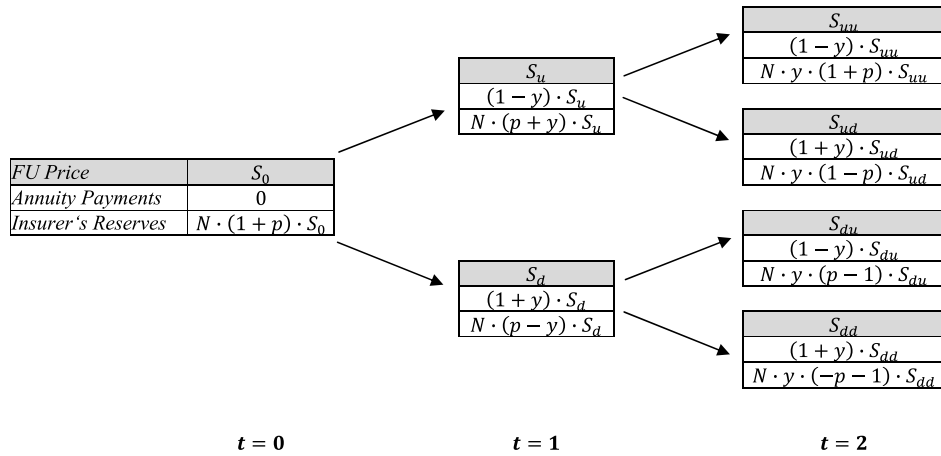 FU Price S₀
Annuity Payments 0
Insurer's Reserves N · (1 + p) · S₀
S_u
(1 − y) · S_u
N · (p + y) · S_u
S_d
(1 + y) · S_d
N · (p − y) · S_d
S_uu
(1 − y) · S_uu
N · y · (1 + p) · S_uu
S_ud
(1 + y) · S_ud
N · y · (1 − p) · S_ud
S_du
(1 − y) · S_du
N · y · (p − 1) · S_du
S_dd
(1 + y) · S_dd
N · y · (−p − 1) · S_dd
t = 0 t = 1 t = 2